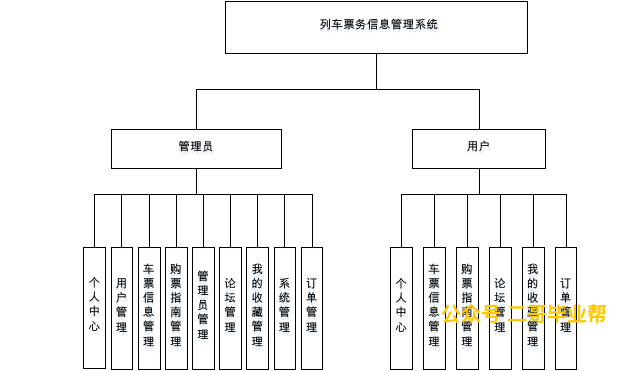 列车票务信息管理系统
管理员
用户
个人中心
用户管理
车票信息管理
购票指南管理
管理员管理
论坛管理
我的收藏管理
系统管理
订单管理
个人中心
车票信息管理
购票指南管理
论坛管理
我的收藏管理
订单管理
公众号 二哥毕业帮